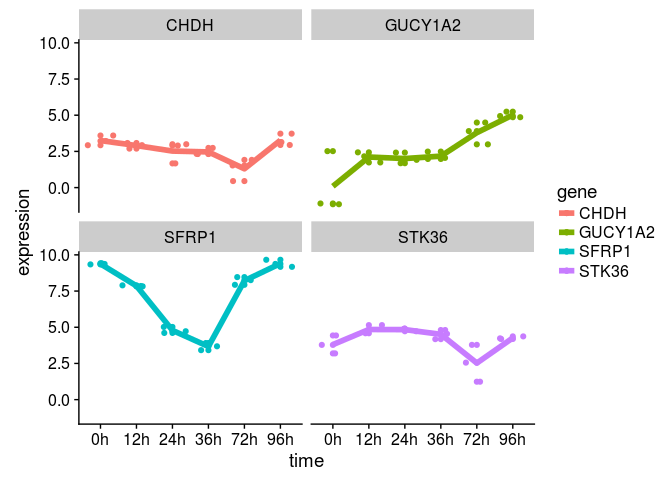 CHDH GUCY1A2
10.0
7.5
5.0
2.5
0.0
SFRP1 STK36
10.0
7.5
5.0
2.5
0.0
0h 12h 24h 36h 72h 96h 0h 12h 24h 36h 72h 96h
time
expression
gene
CHDH
GUCY1A2
SFRP1
STK36